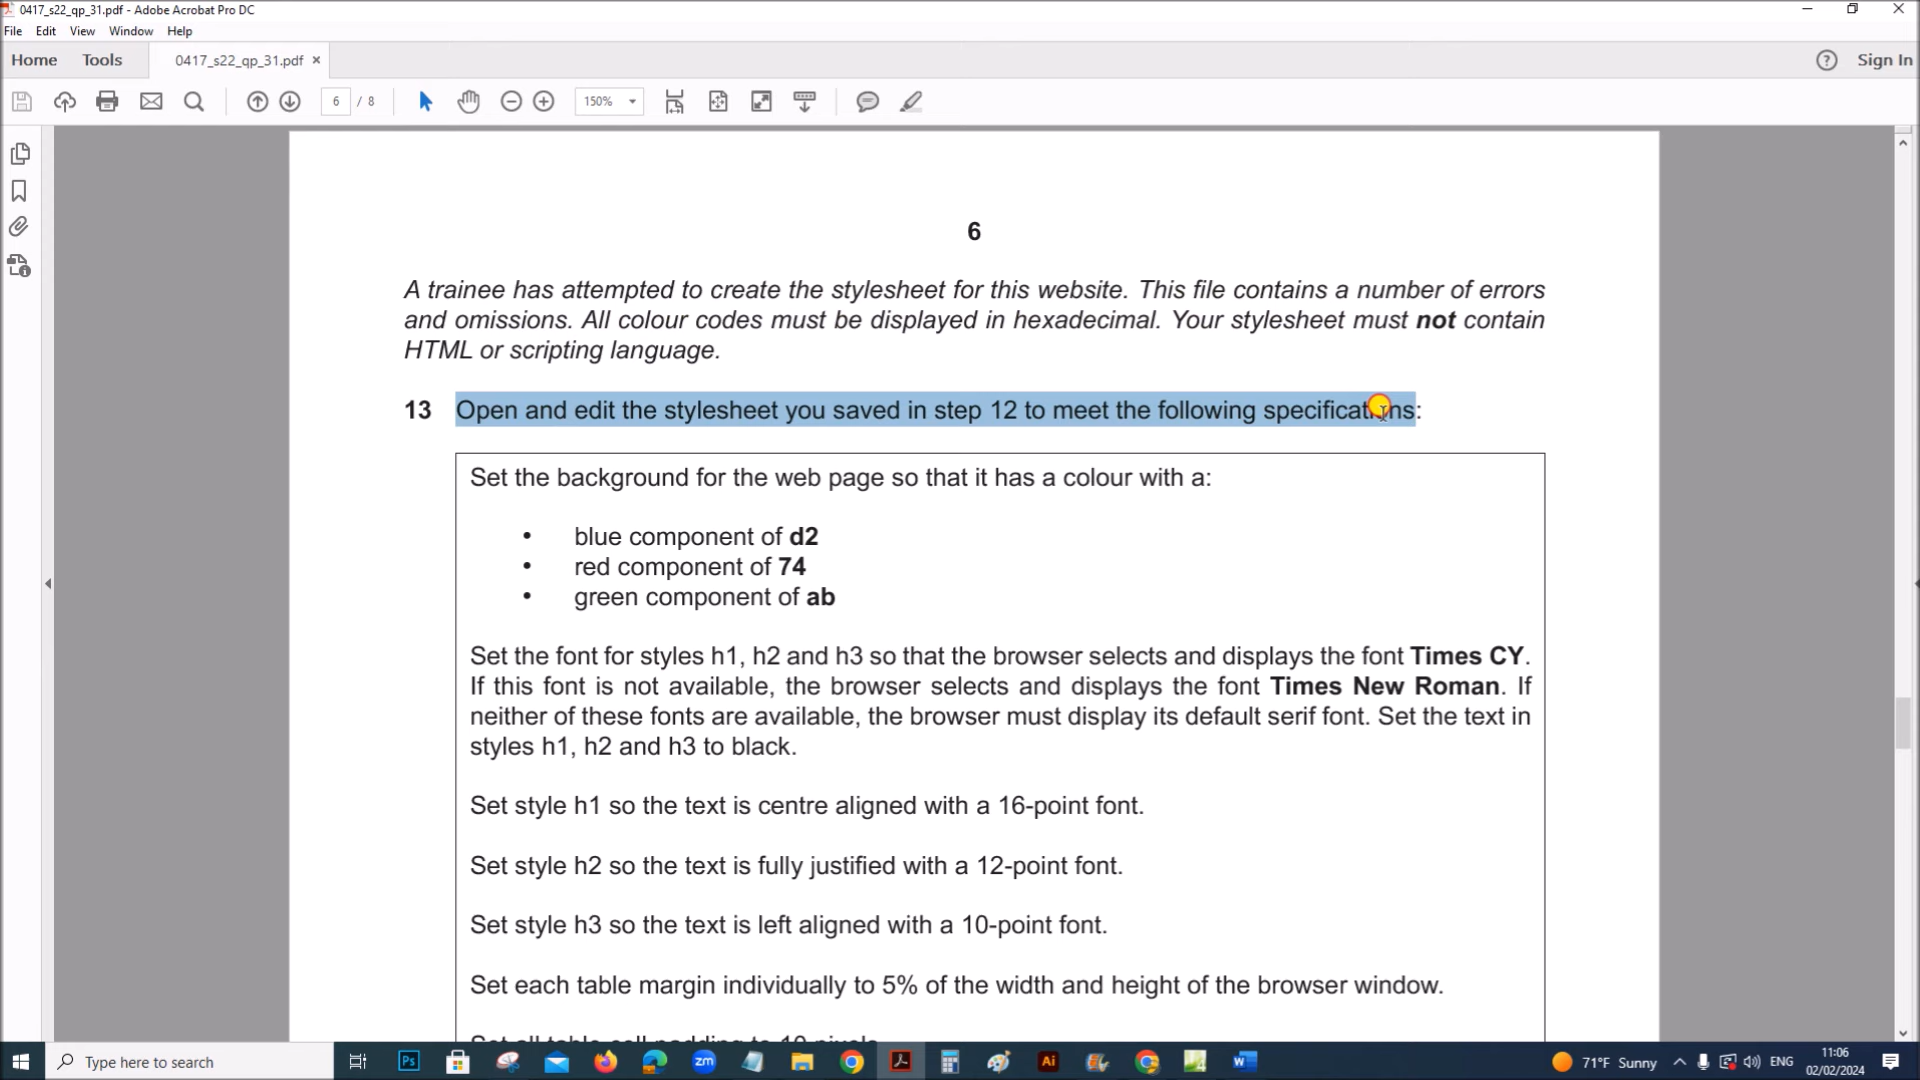 0417_s22_qp_31.pdf - Adobe Acrobat Pro DC
File Edit View Window Help
Home Tools 0417_s22_qp_31.pdf ×
Sign In
6 / 8
150%
6
A trainee has attempted to create the stylesheet for this website. This file contains a number of errors
and omissions. All colour codes must be displayed in hexadecimal. Your stylesheet must not contain
HTML or scripting language.
13 Open and edit the stylesheet you saved in step 12 to meet the following specifications:
Set the background for the web page so that it has a colour with a:
• blue component of d2
• red component of 74
• green component of ab
Set the font for styles h1, h2 and h3 so that the browser selects and displays the font Times CY.
If this font is not available, the browser selects and displays the font Times New Roman. If
neither of these fonts are available, the browser must display its default serif font. Set the text in
styles h1, h2 and h3 to black.
Set style h1 so the text is centre aligned with a 16-point font.
Set style h2 so the text is fully justified with a 12-point font.
Set style h3 so the text is left aligned with a 10-point font.
Set each table margin individually to 5% of the width and height of the browser window.
Set all table cell padding to 10 pixels.
Type here to search
Ps
zm
Ai
71°F Sunny
ENG
11:06
02/02/2024